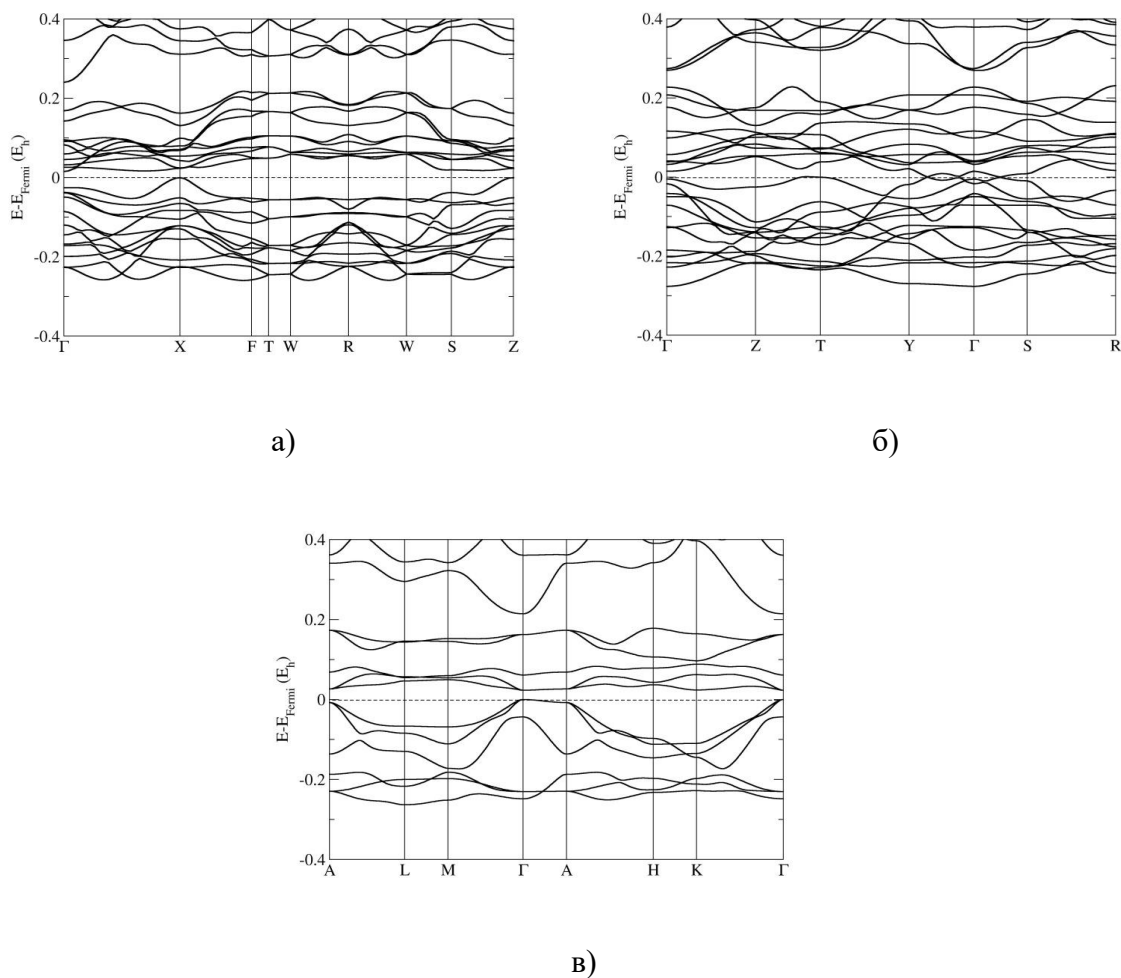 0.4
0.2
0
-0.2
-0.4
E-E_Fermi (E_h)
Γ X F T W R W S Z
а)
0.4
0.2
0
-0.2
-0.4
E-E_Fermi (E_h)
Γ Z T Y Γ S R
б)
0.4
0.2
0
-0.2
-0.4
E-E_Fermi (E_h)
A L M Γ A H K Γ
в)